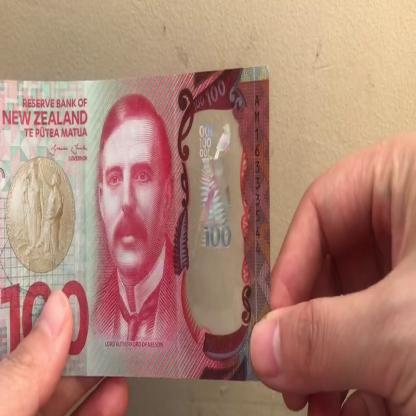 RESERVE BANK OF
NEW ZEALAND
TE PŪTEA MATUA
GOVERNOR
100
100
100
LORD RUTHERFORD OF NELSON